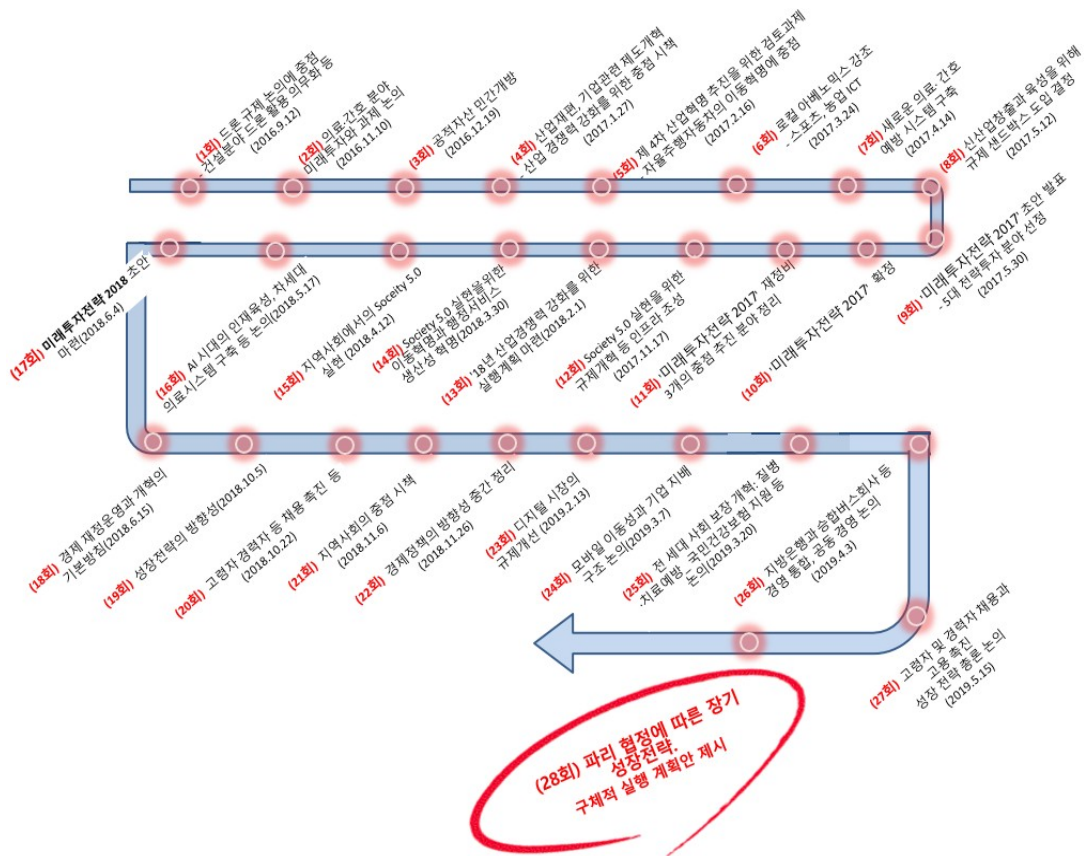 (1회) 드론 규제 논의에 중점
- 건설분야 드론 활용 의무화 등
(2016.9.12)
(2회) 의료·간호 분야
미래투자와 과제 논의
(2016.11.10)
(3회) 공적자산 민간개방
(2016.12.19)
(4회) 산업재편, 기업관련 제도개혁
- 산업 경쟁력 강화를 위한 중점 시책
(2017.1.27)
(5회) 제 4차 산업혁명 추진을 위한 검토과제
- 자율주행자동차의 이동혁명에 중점
(2017.2.16)
(6회) 로컬 아베노믹스 강조
- 스포츠, 농업 ICT
(2017.3.24)
(7회) 새로운 의료·간호
예방 시스템 구축
(2017.4.14)
(8회) 신산업창출과 육성을 위해
규제 샌드박스 도입 결정
(2017.5.12)
(9회) '미래투자전략 2017' 초안 발표
- 5대 전략투자 분야 선정
(2017.5.30)
(10회) '미래투자전략 2017' 확정
(11회) '미래투자전략 2017' 재정비
3개의 중점 추진 분야 정리
(12회) Society 5.0 실현을 위한
규제개혁 등 인프라 조성
(2017.11.17)
(13회) '18년 산업경쟁력 강화를 위한
실행계획 마련(2018.2.1)
(14회) Society 5.0 실현을위한
이동혁명과 행정서비스
생산성 혁명(2018.3.30)
(15회) 지역사회에서의 Soceity 5.0
실현 (2018.4.12)
(16회) AI 시대의 인재육성, 차세대
의료시스템 구축 등 논의(2018.5.17)
(17회) 미래투자전략 2018 초안
마련(2018.6.4)
(18회) 경제 재정운영과 개혁의
기본방침(2018.6.15)
(19회) 성장전략의 방향성(2018.10.5)
(20회) 고령자 경력자 등 채용 촉진 등
(2018.10.22)
(21회) 지역사회의 중점 시책
(2018.11.6)
(22회) 경제정책의 방향성 중간 정리
(2018.11.26)
(23회) 디지털 시장의
규제개선 (2019.2.13)
(24회) 모바일 이동성과 기업 지배
구조 논의(2019.3.7)
(25회) 전 세대 사회 보장 개혁: 질병
.치료예방_ 국민건강보험 지원 등
논의(2019.3.20)
(26회) 지방은행과 승합버스회사 등
경영 통합, 공동 경영 논의
(2019.4.3)
(27회) 고령자 및 경력자 채용과
고용 촉진
성장 전략 총론 논의
(2019.5.15)
(28회) 파리 협정에 따른 장기
성장전략.
구체적 실행 계획안 제시